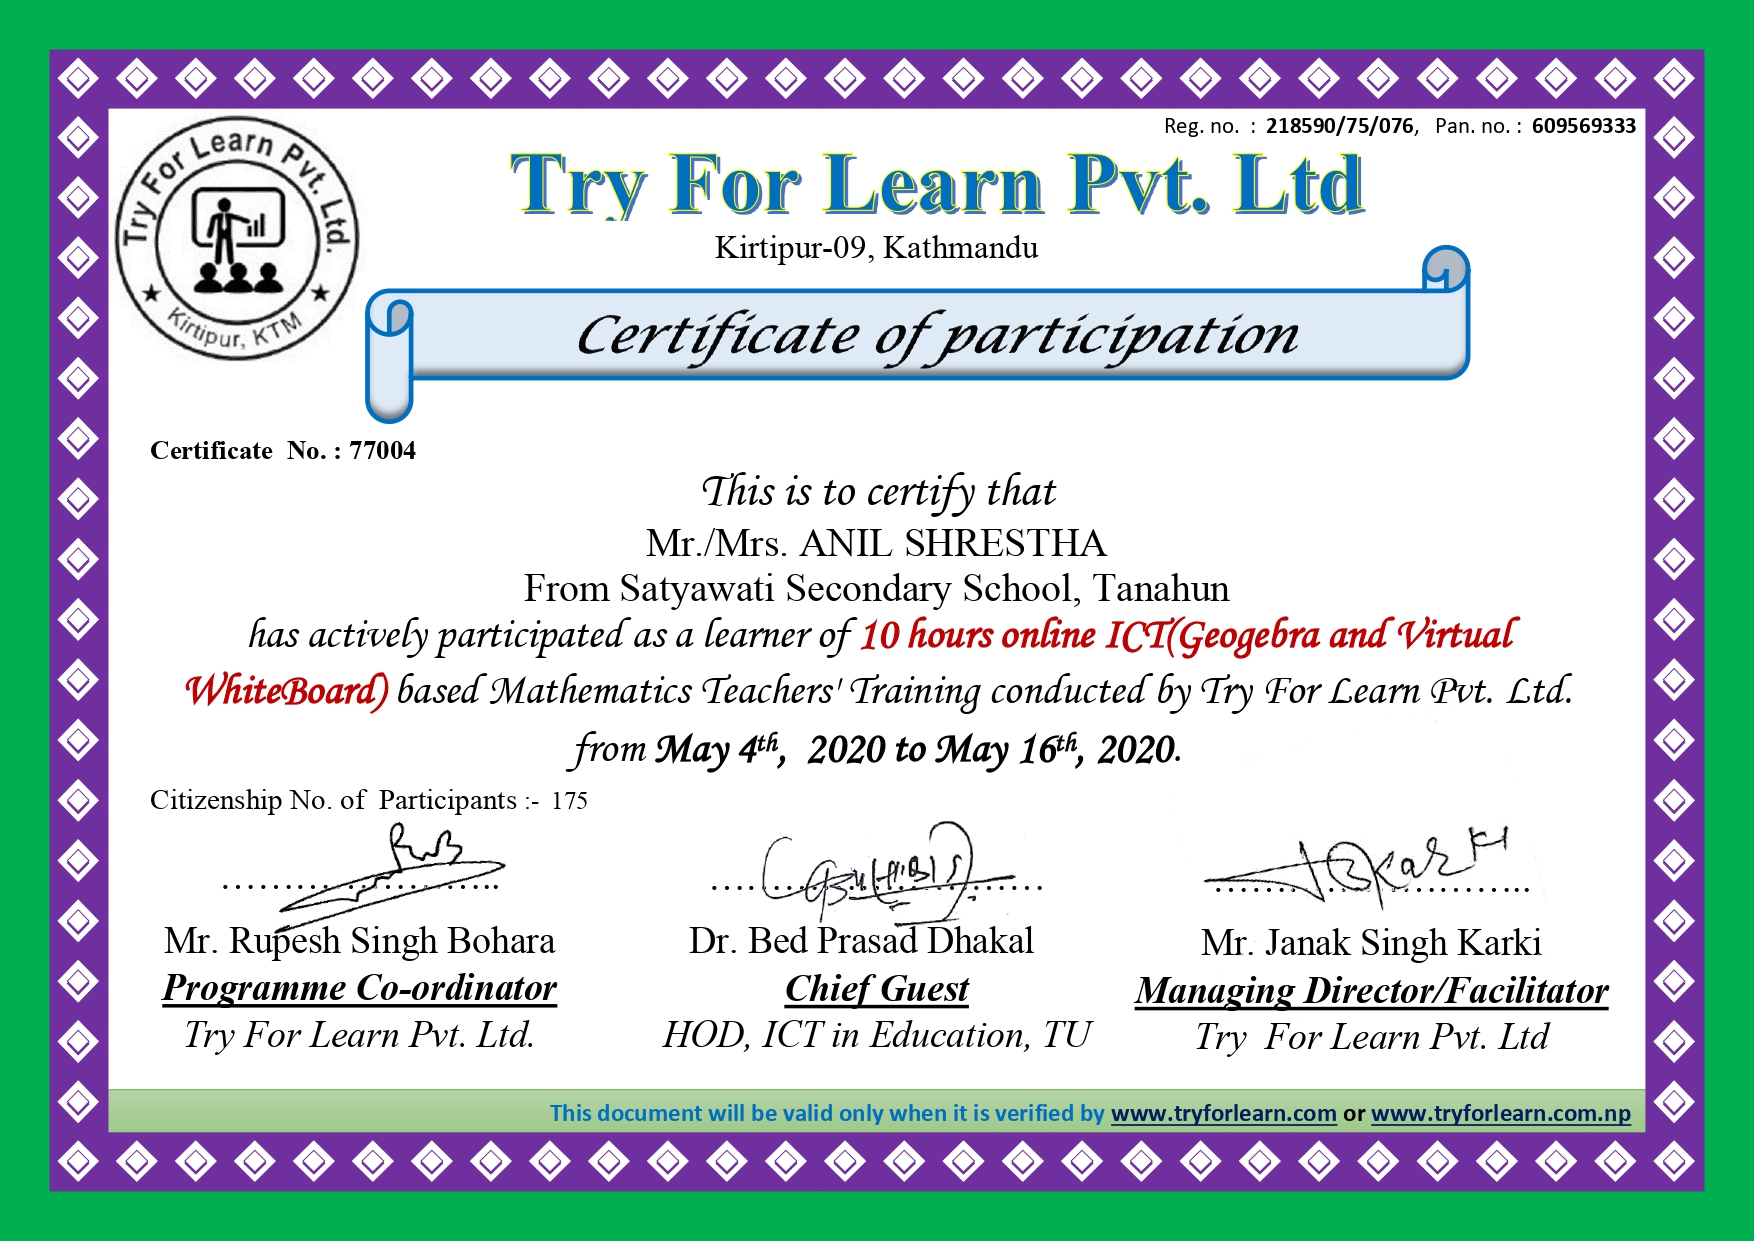 Reg. no.  :  218590/75/076,   Pan. no. :  609569333
Try For Learn Pvt. Ltd.
Kirtipur, KTM
Try For Learn Pvt. Ltd
Kirtipur-09, Kathmandu
Certificate of participation
Certificate  No. : 77004
This is to certify that
Mr./Mrs. ANIL SHRESTHA
From Satyawati Secondary School, Tanahun
has actively participated as a learner of 10 hours online ICT(Geogebra and Virtual
WhiteBoard) based Mathematics Teachers' Training conducted by Try For Learn Pvt. Ltd.
from May 4th,  2020 to May 16th, 2020.
Citizenship No. of  Participants :-  175
Mr. Rupesh Singh Bohara
Programme Co-ordinator
Try For Learn Pvt. Ltd.
Dr. Bed Prasad Dhakal
Chief Guest
HOD, ICT in Education, TU
Mr. Janak Singh Karki
Managing Director/Facilitator
Try  For Learn Pvt. Ltd
This document will be valid only when it is verified by www.tryforlearn.com or www.tryforlearn.com.np